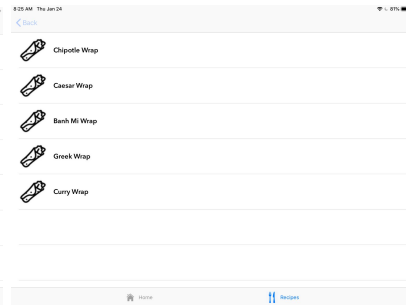 8:25 AM Thu Jan 24
81%
Back
Chipotle Wrap
Caesar Wrap
Banh Mi Wrap
Greek Wrap
Curry Wrap
Home
Recipes